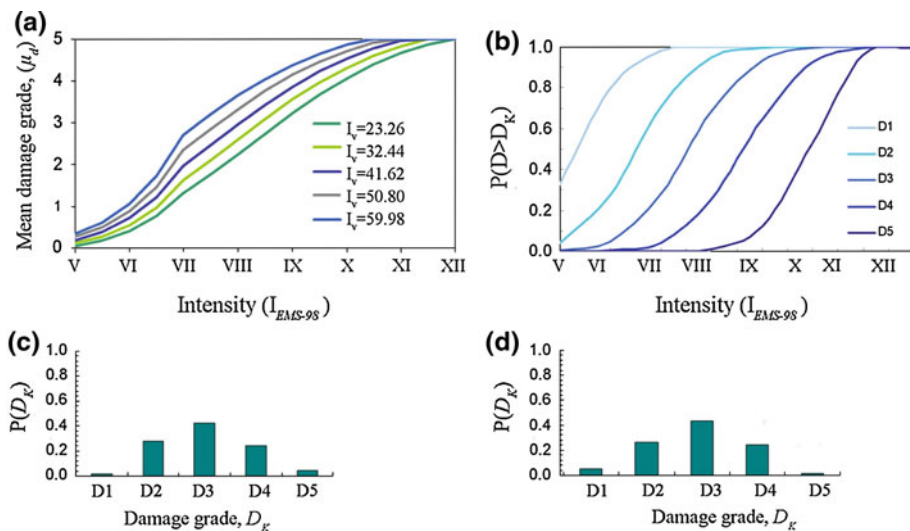 (a)
Mean damage grade, (μd)
5
4
3
2
1
0
Iv=23.26
Iv=32.44
Iv=41.62
Iv=50.80
Iv=59.98
V VI VII VIII IX X XI XII
Intensity (IEMS-98)
(b)
P(D>DK)
1.0
0.8
0.6
0.4
0.2
0.0
D1
D2
D3
D4
D5
V VI VII VIII IX X XI XII
Intensity (IEMS-98)
(c)
P(DK)
1.0
0.8
0.6
0.4
0.2
0.0
D1 D2 D3 D4 D5
Damage grade, DK
(d)
P(DK)
1.0
0.8
0.6
0.4
0.2
0.0
D1 D2 D3 D4 D5
Damage grade, DK